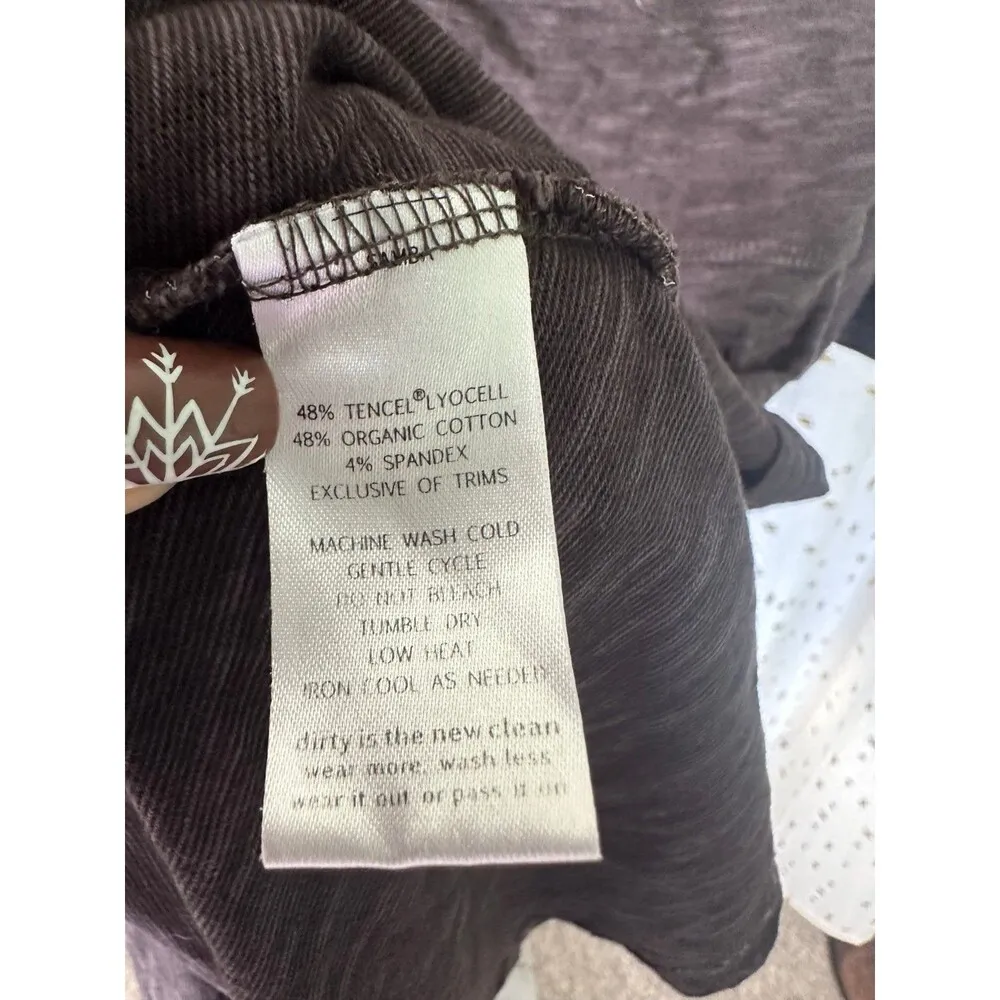 SAMBA
48% TENCEL® LYOCELL
48% ORGANIC COTTON
4% SPANDEX
EXCLUSIVE OF TRIMS
MACHINE WASH COLD
GENTLE CYCLE
DO NOT BLEACH
TUMBLE DRY
LOW HEAT
IRON COOL AS NEEDED
dirty is the new clean
wear more, wash less
wear it out or pass it on